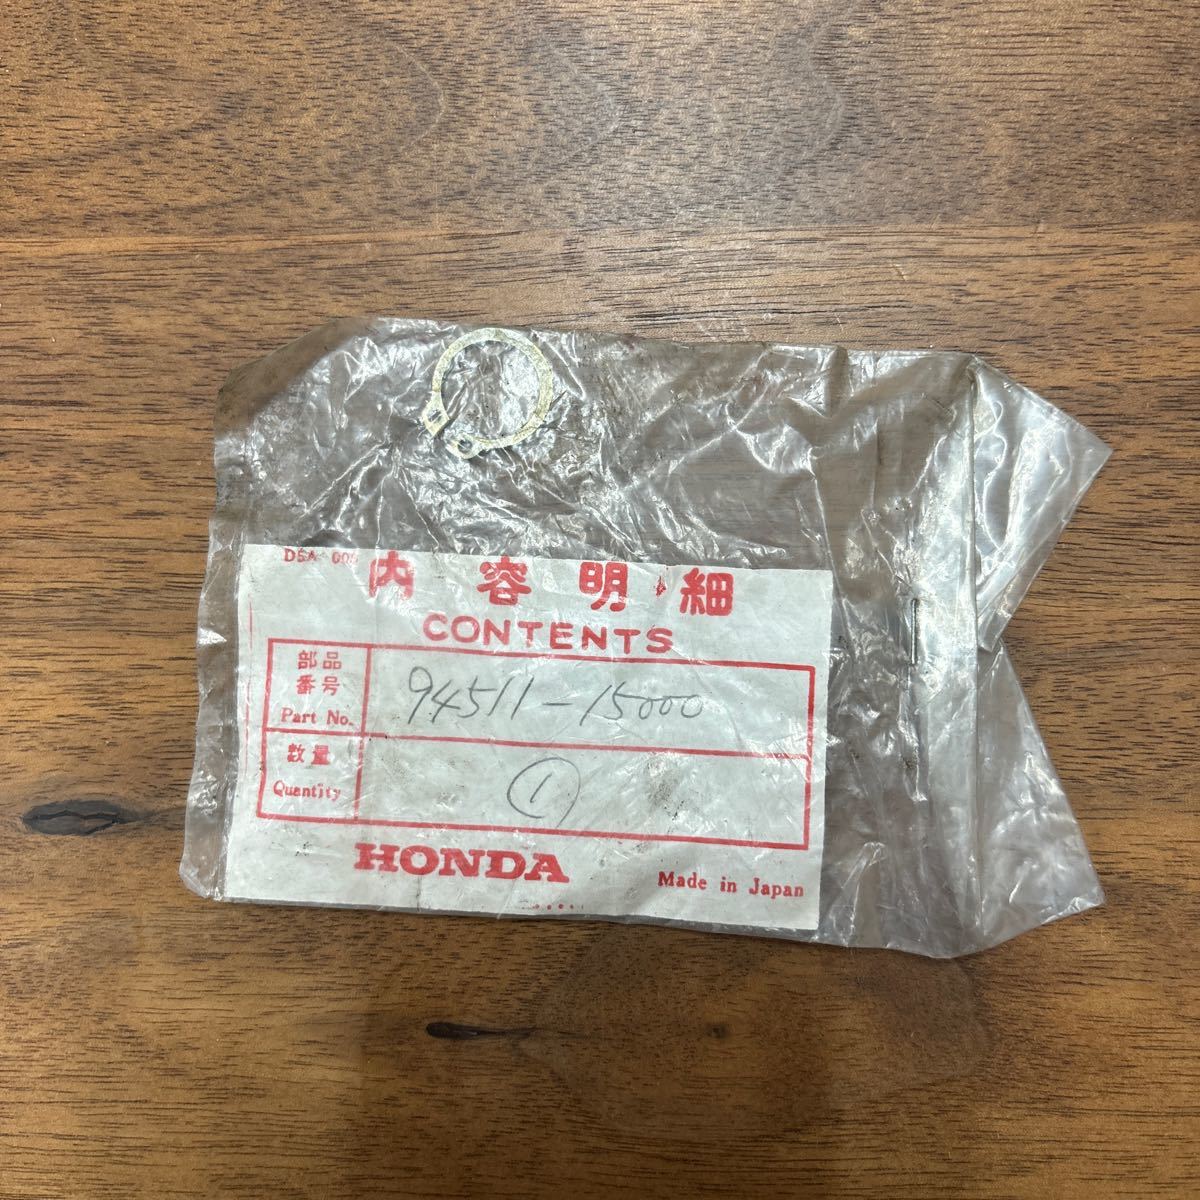 内容明細
CONTENTS
部品
番号
Part No.
94511-15000
数量
Quantity
1
HONDA
Made in Japan